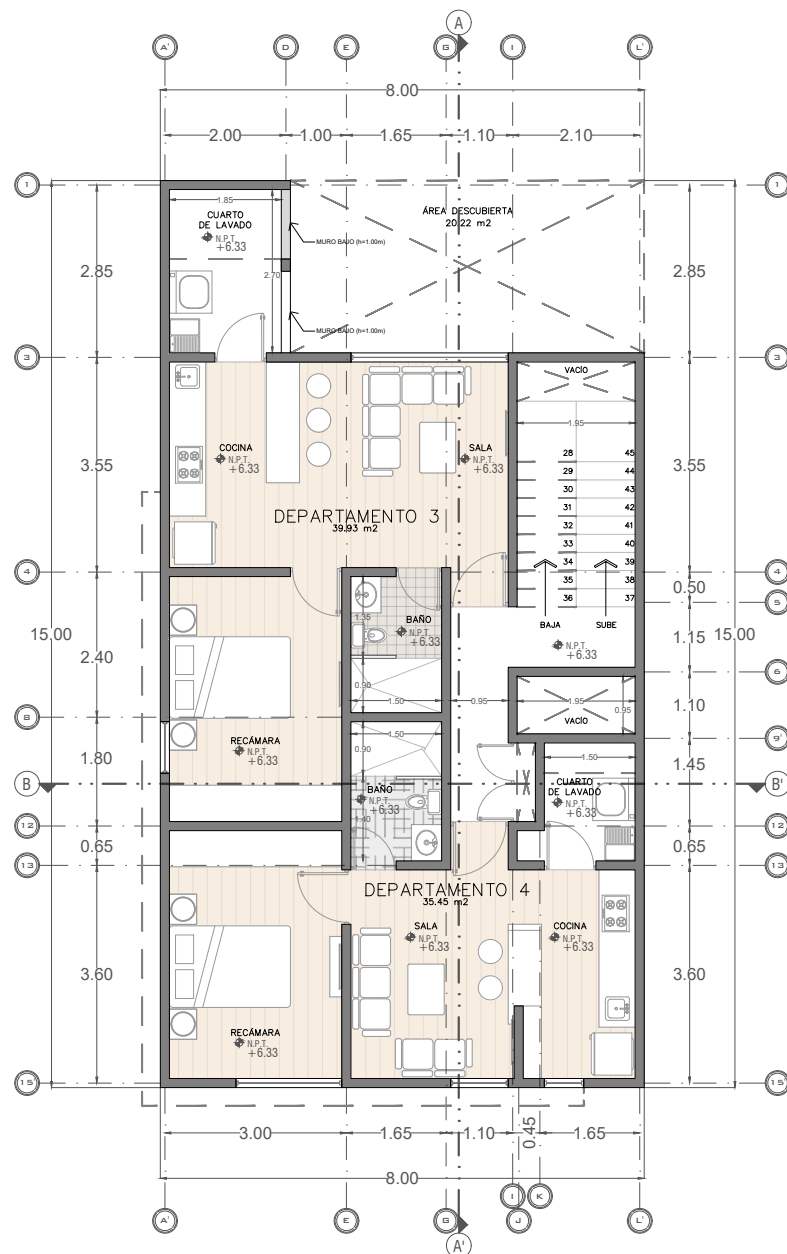 A
A'
D
E
G
I
L'
8.00
2.00
1.00
1.65
1.10
2.10
1
1
1.85
CUARTO
DE LAVADO
N.P.T.
+6.33
ÁREA DESCUBIERTA
20.22 m2
MURO BAJO (h=1.00m)
2.85
2.70
2.85
MURO BAJO (h=1.00m)
3
3
VACÍO
1.95
COCINA
N.P.T.
+6.33
SALA
N.P.T.
+6.33
28
45
29
44
30
43
31
42
32
41
33
40
34
39
35
38
36
37
3.55
3.55
DEPARTAMENTO 3
39.93 m2
4
4
0.50
5
BAJA
SUBE
N.P.T.
+6.33
1.35
BAÑO
N.P.T.
+6.33
15.00
2.40
1.15
15.00
0.90
1.50
0.95
6
1.95
0.95
VACÍO
1.10
8
1.50
0.90
9'
RECÁMARA
N.P.T.
+6.33
1.80
1.50
1.45
B
B'
BAÑO
N.P.T.
+6.33
1.40
CUARTO
DE LAVADO
N.P.T.
+6.33
12
12
0.65
0.65
13
13
DEPARTAMENTO 4
35.45 m2
SALA
N.P.T.
+6.33
COCINA
N.P.T.
+6.33
3.60
3.60
RECÁMARA
N.P.T.
+6.33
15
15'
3.00
1.65
1.10
0.45
1.65
8.00
I
K
A'
E
G
J
L'
A'